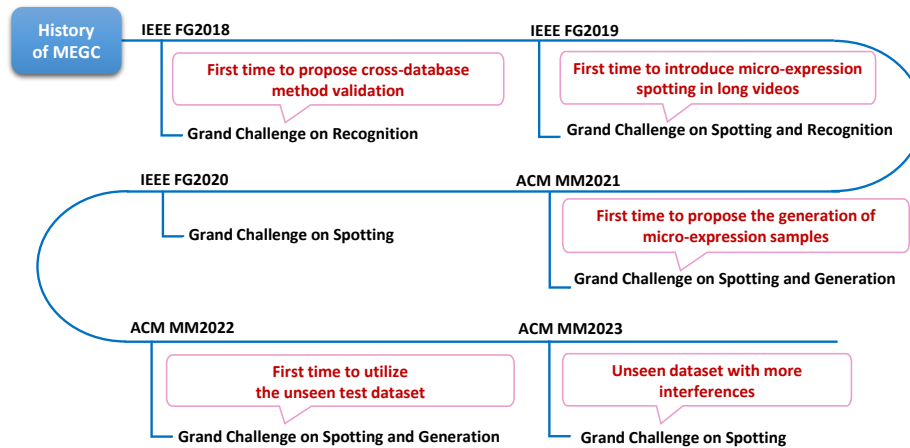 History
of MEGC
IEEE FG2018
First time to propose cross-database
method validation
Grand Challenge on Recognition
IEEE FG2019
First time to introduce micro-expression
spotting in long videos
Grand Challenge on Spotting and Recognition
IEEE FG2020
Grand Challenge on Spotting
ACM MM2021
First time to propose the generation of
micro-expression samples
Grand Challenge on Spotting and Generation
ACM MM2022
First time to utilize
the unseen test dataset
Grand Challenge on Spotting and Generation
ACM MM2023
Unseen dataset with more
interferences
Grand Challenge on Spotting